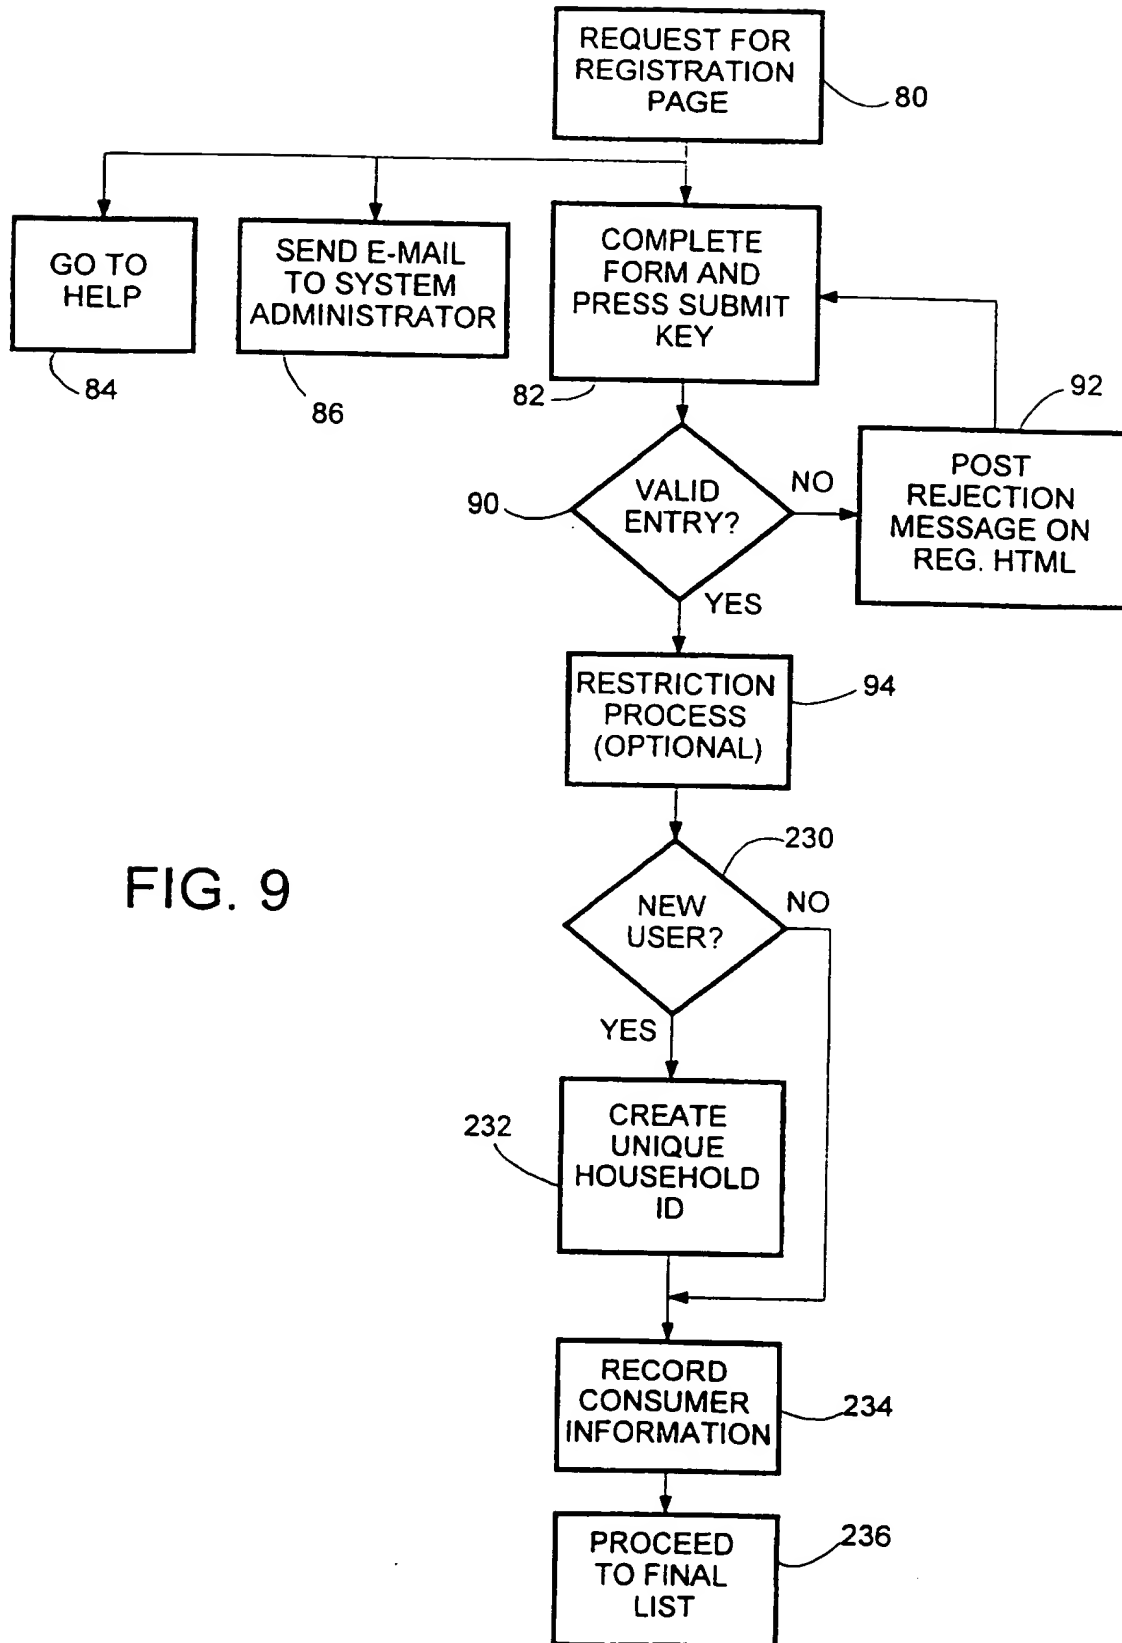 REQUEST FOR
REGISTRATION
PAGE
80
GO TO
HELP
84
SEND E-MAIL
TO SYSTEM
ADMINISTRATOR
86
COMPLETE
FORM AND
PRESS SUBMIT
KEY
82
92
POST
REJECTION
MESSAGE ON
REG. HTML
90
VALID
ENTRY?
NO
YES
RESTRICTION
PROCESS
(OPTIONAL)
94
230
NEW
USER?
NO
YES
FIG. 9
232
CREATE
UNIQUE
HOUSEHOLD
ID
RECORD
CONSUMER
INFORMATION
234
PROCEED
TO FINAL
LIST
236